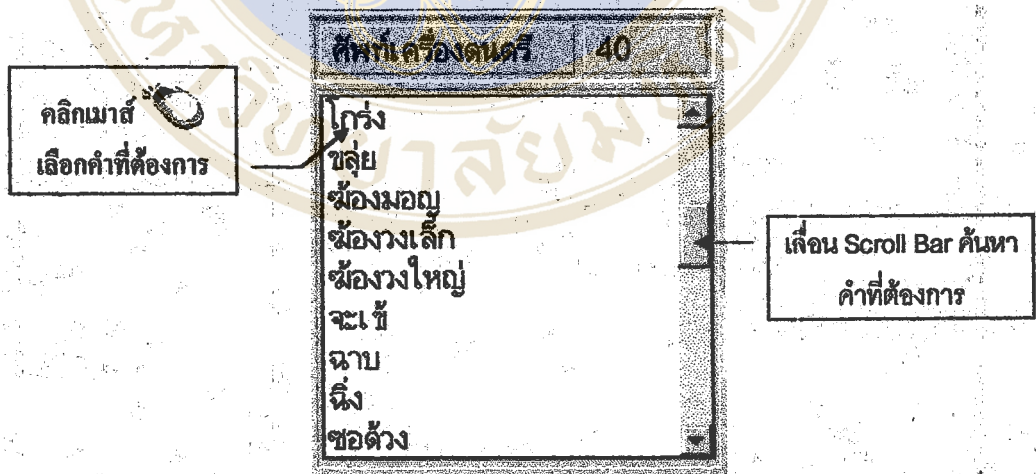 ศัพท์เครื่องดนตรี 40
คลิกเมาส์
เลือกคำที่ต้องการ
โกร่ง
ขลุ่ย
ฆ้องมอญ
ฆ้องวงเล็ก
ฆ้องวงใหญ่
จะเข้
ฉาบ
ฉิ่ง
ซอด้วง
เลื่อน Scroll Bar ค้นหา
คำที่ต้องการ